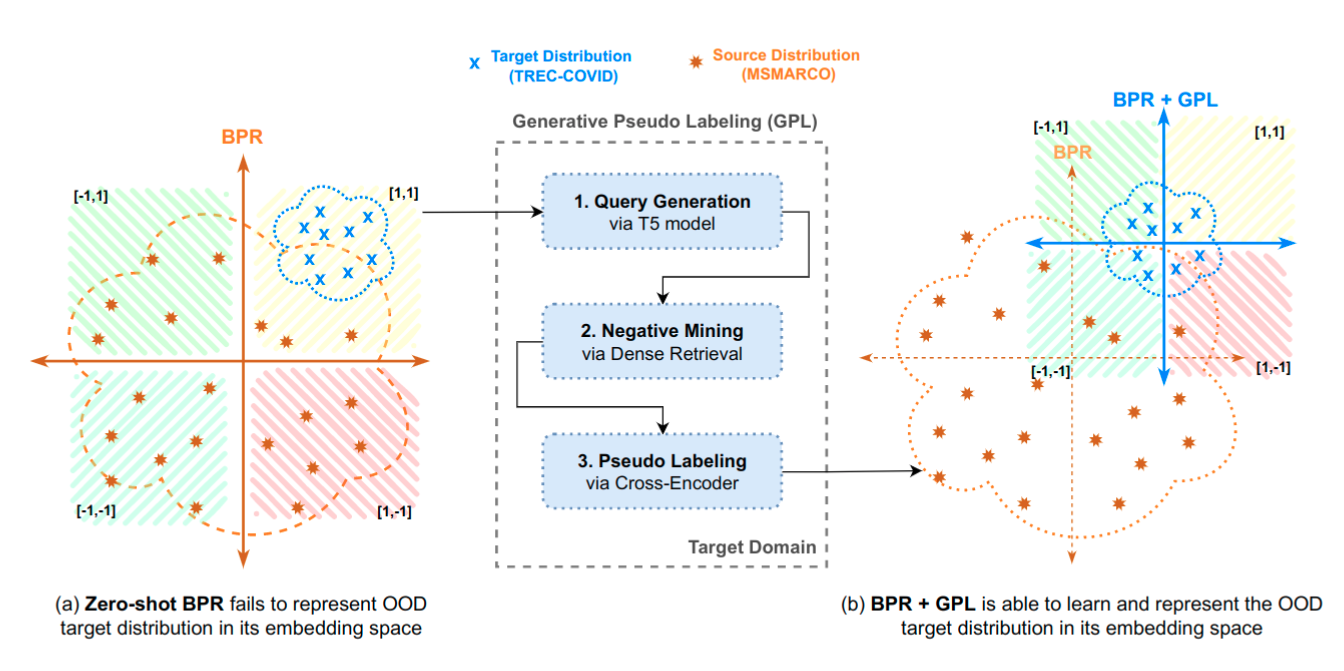 x Target Distribution
(TREC-COVID)
Source Distribution
(MSMARCO)
BPR
[-1,1]
[1,1]
[-1,-1]
[1,-1]
Generative Pseudo Labeling (GPL)
1. Query Generation
via T5 model
2. Negative Mining
via Dense Retrieval
3. Pseudo Labeling
via Cross-Encoder
Target Domain
BPR + GPL
[-1,1]
[1,1]
BPR
[-1,-1]
[1,-1]
(a) Zero-shot BPR fails to represent OOD
target distribution in its embedding space
(b) BPR + GPL is able to learn and represent the OOD
target distribution in its embedding space